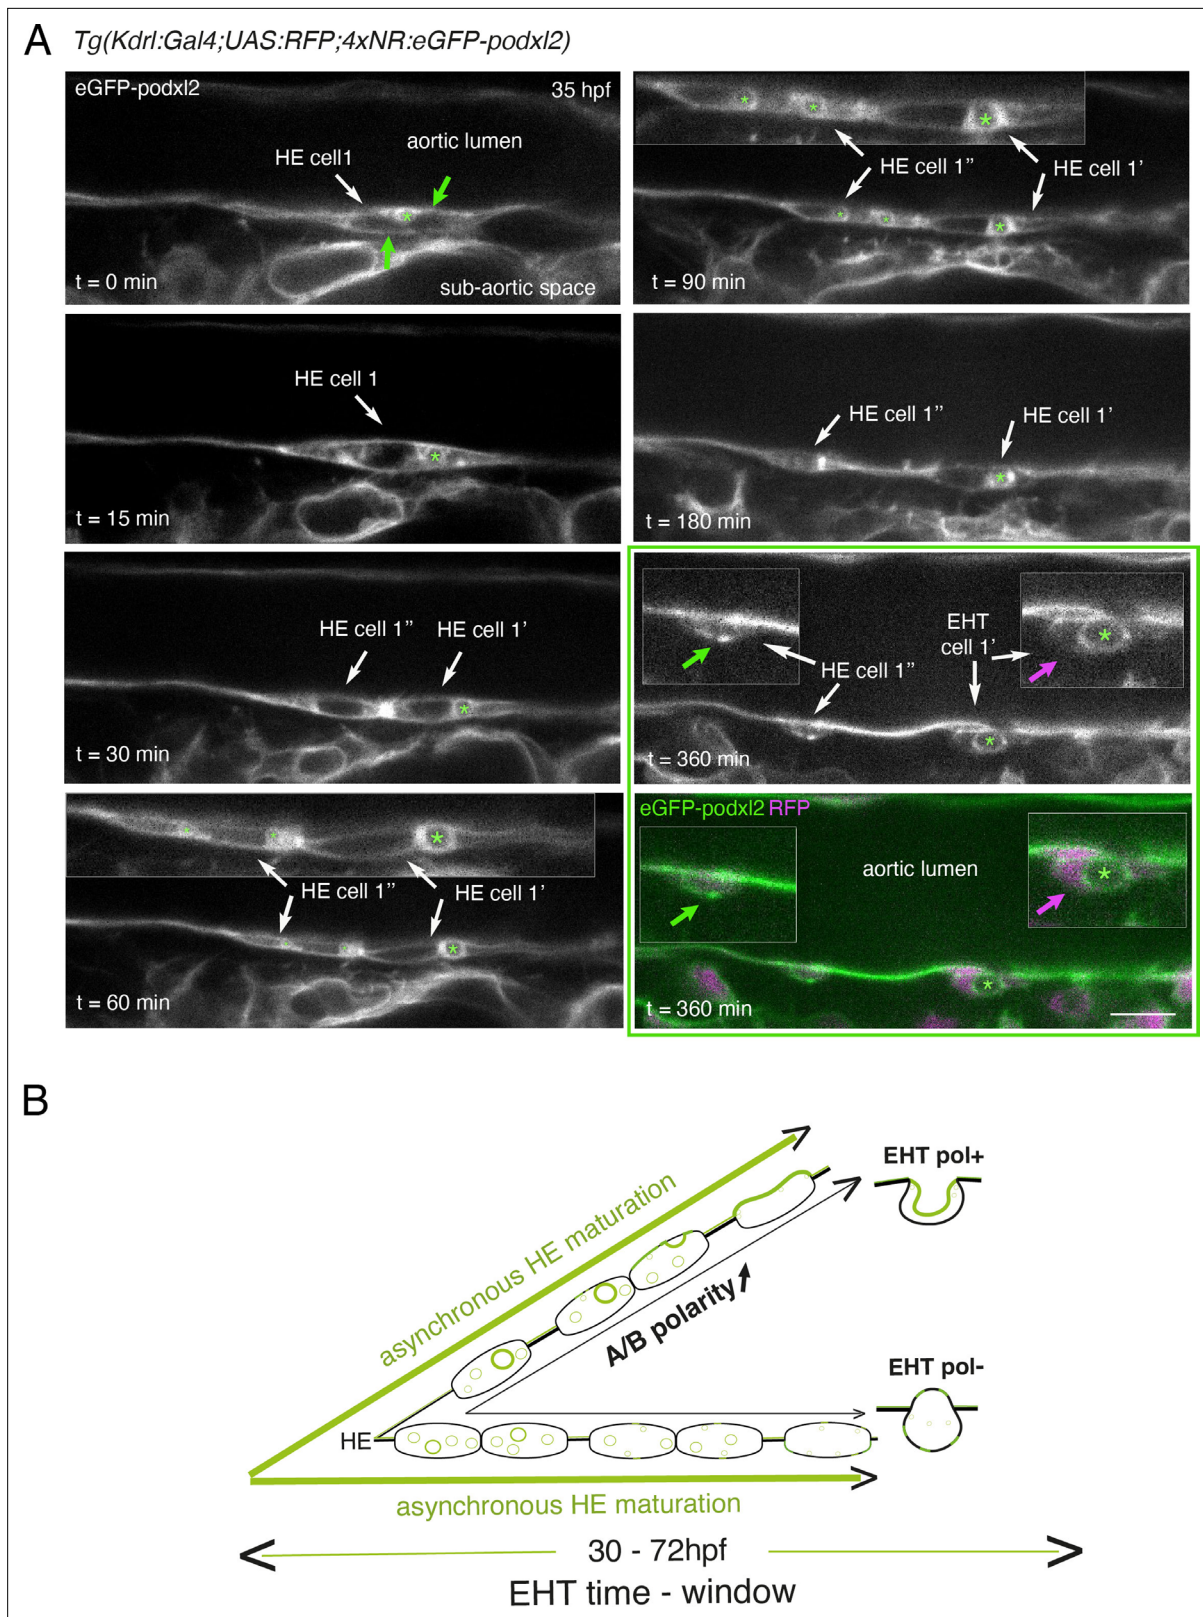 A
Tg(Kdrl:Gal4;UAS:RFP;4xNR:eGFP-podxl2)
eGFP-podxl2
35 hpf
HE cell1
aortic lumen
*
sub-aortic space
t = 0 min
HE cell 1
*
t = 15 min
HE cell 1”
HE cell 1’
*
t = 30 min
* * *
HE cell 1”
HE cell 1’
* * *
t = 60 min
* * *
HE cell 1”
HE cell 1’
* * *
t = 90 min
HE cell 1”
HE cell 1’
*
t = 180 min
EHT
cell 1’
*
HE cell 1”
*
t = 360 min
eGFP-podxl2 RFP
aortic lumen
*
*
t = 360 min
B
EHT pol+
asynchronous HE maturation
A/B polarity
EHT pol-
HE
asynchronous HE maturation
30 - 72hpf
EHT time - window